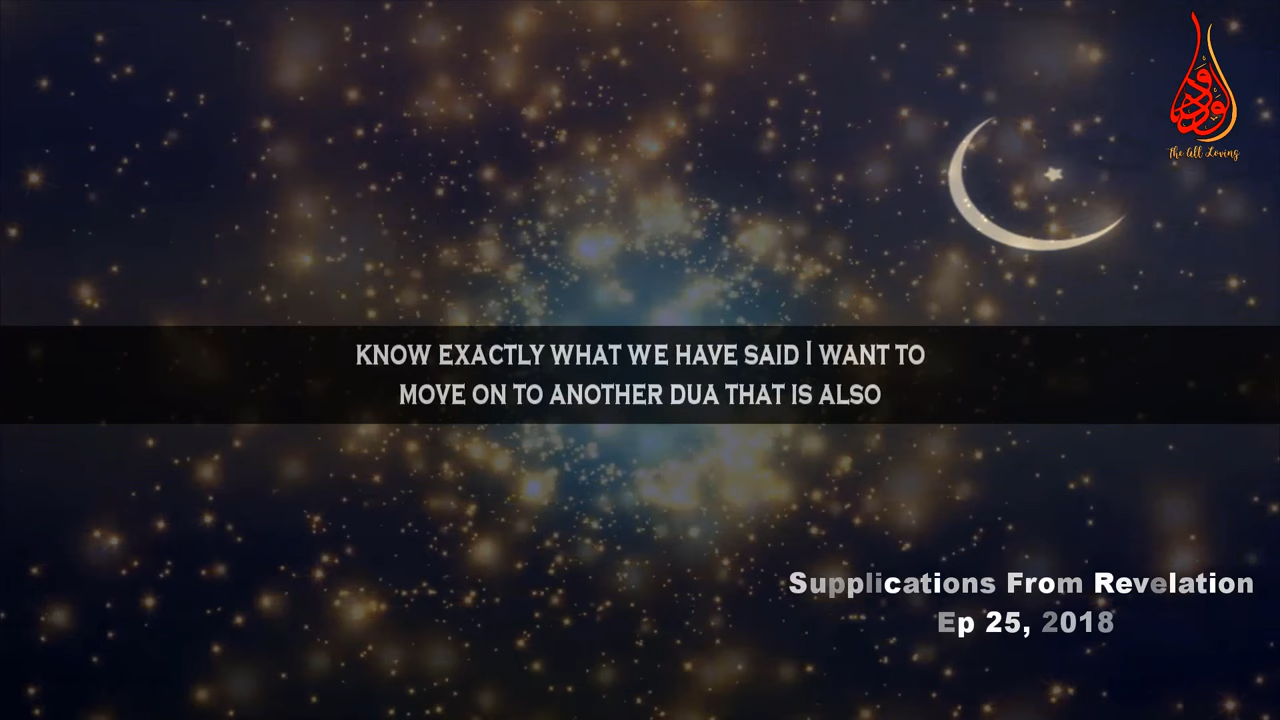 الودود
The All Loving
KNOW EXACTLY WHAT WE HAVE SAID I WANT TO
MOVE ON TO ANOTHER DUA THAT IS ALSO
Supplications From Revelation
Ep 25, 2018